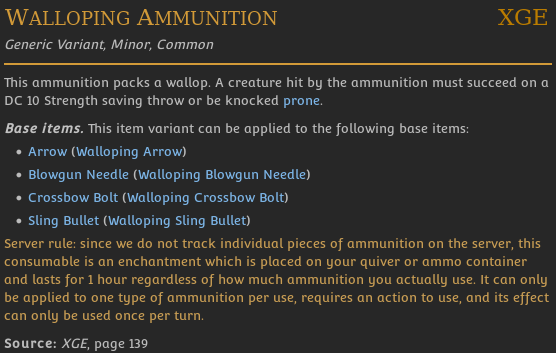 Walloping Ammunition XGE
Generic Variant, Minor, Common
This ammunition packs a wallop. A creature hit by the ammunition must succeed on a
DC 10 Strength saving throw or be knocked prone.
Base items. This item variant can be applied to the following base items:
• Arrow (Walloping Arrow)
• Blowgun Needle (Walloping Blowgun Needle)
• Crossbow Bolt (Walloping Crossbow Bolt)
• Sling Bullet (Walloping Sling Bullet)
Server rule: since we do not track individual pieces of ammunition on the server, this
consumable is an enchantment which is placed on your quiver or ammo container
and lasts for 1 hour regardless of how much ammunition you actually use. It can only
be applied to one type of ammunition per use, requires an action to use, and its effect
can only be used once per turn.
Source: XGE, page 139